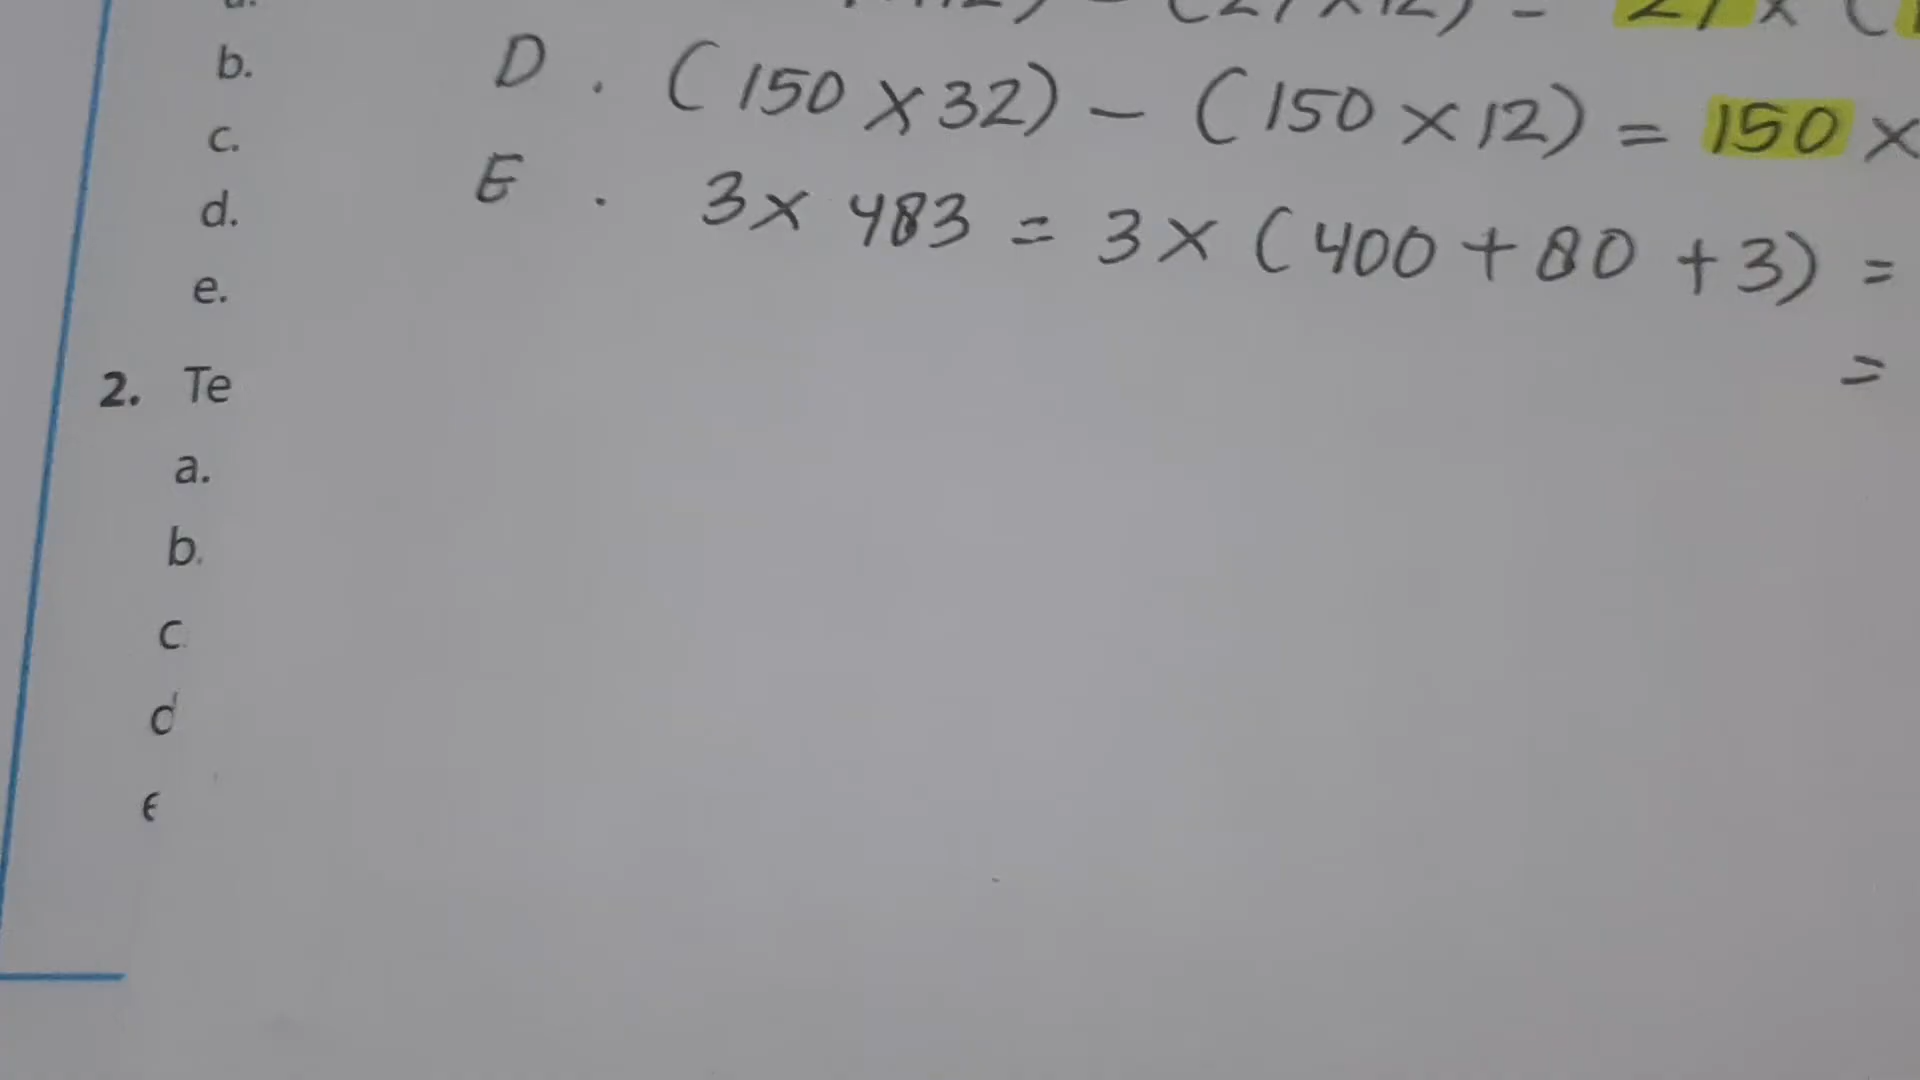 b.
c.
d.
e.
2. Te
a.
b.
c.
d
D . (150 × 32) – (150 × 12) = 150 ×
E . 3 × 483 = 3 × (400 + 80 + 3) =
=